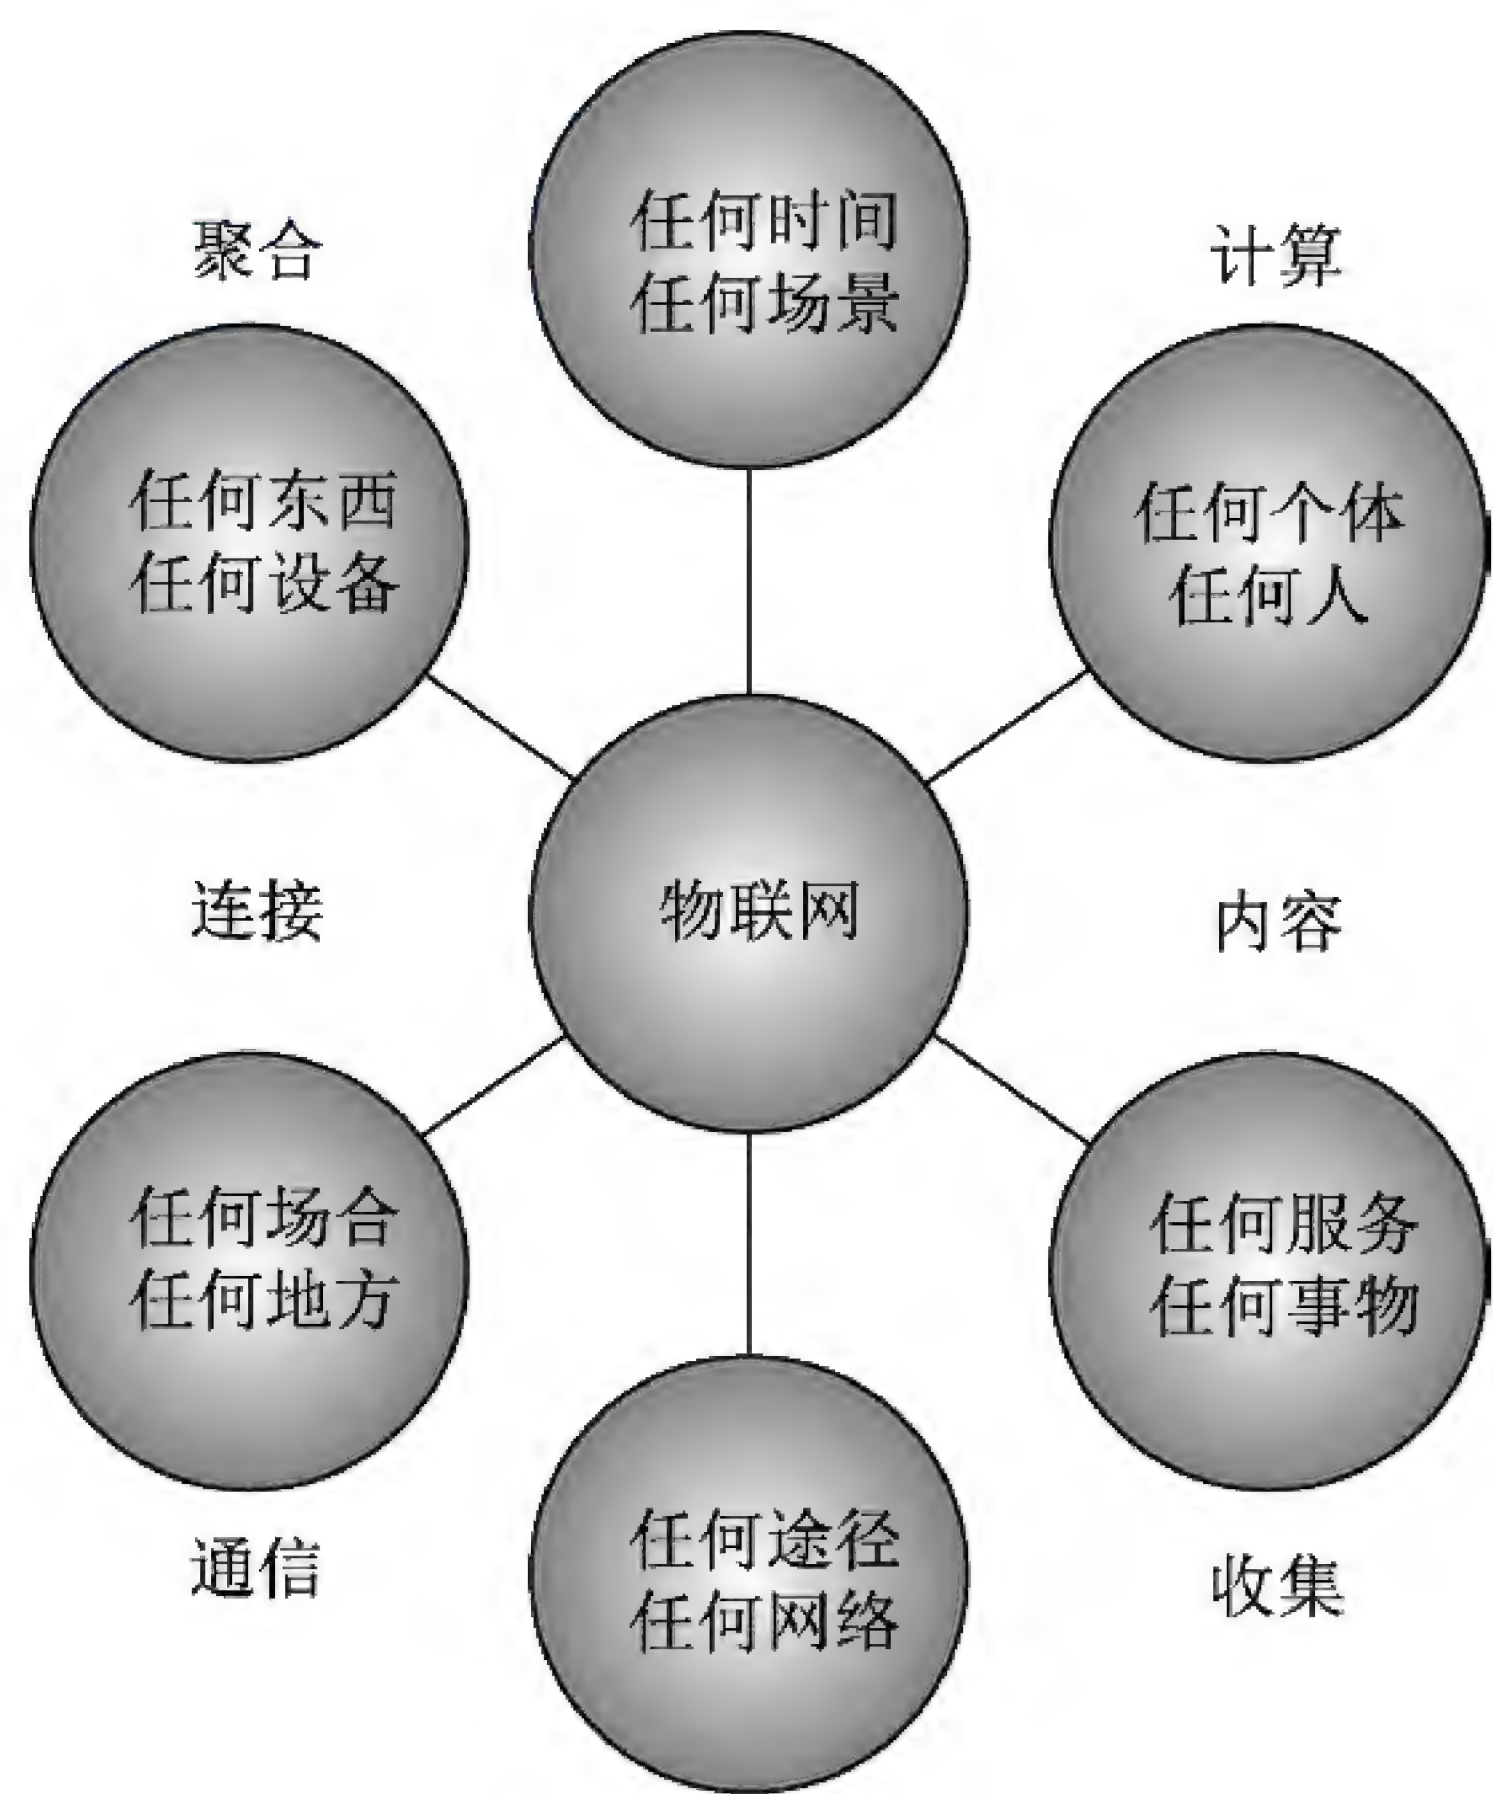 任何时间
任何场景
聚合
计算
任何东西
任何设备
任何个体
任何人
连接
物联网
内容
任何场合
任何地方
任何服务
任何事物
通信
任何途径
任何网络
收集